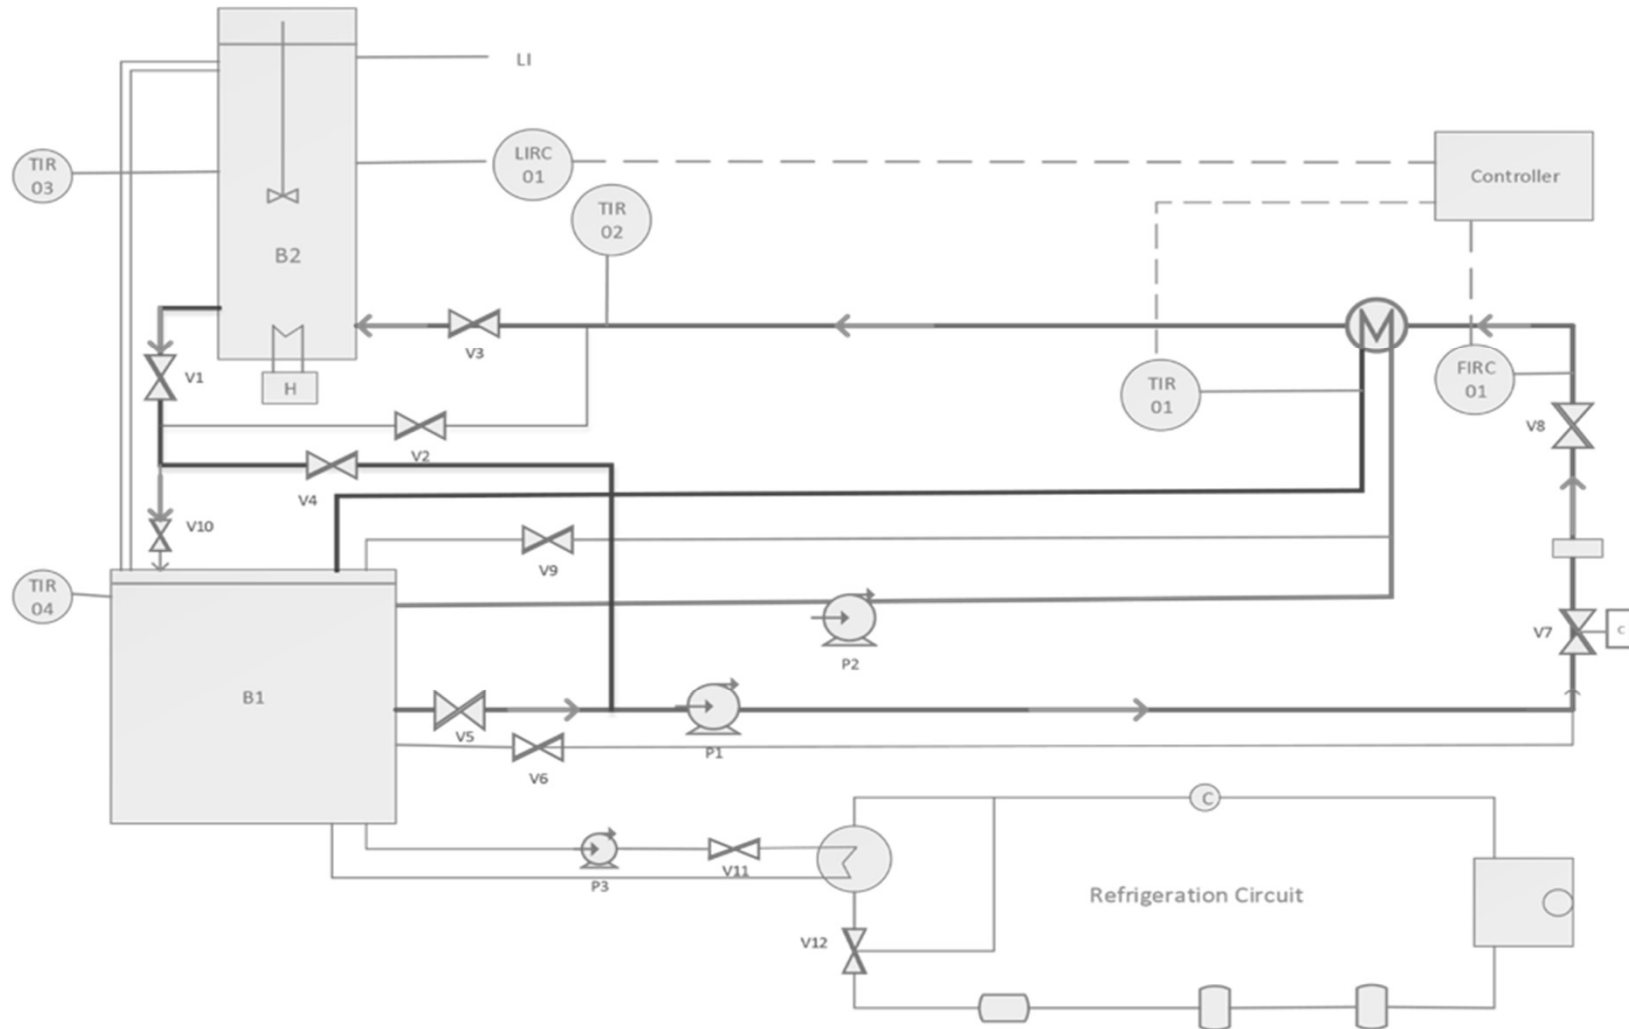 LI
LIRC
01
TIR
03
TIR
02
Controller
B2
V3
V1
H
TIR
01
FIRC
01
V8
V2
V4
V10
V9
TIR
04
P2
V7
C
B1
V5
P1
V6
C
P3
V11
Refrigeration Circuit
V12